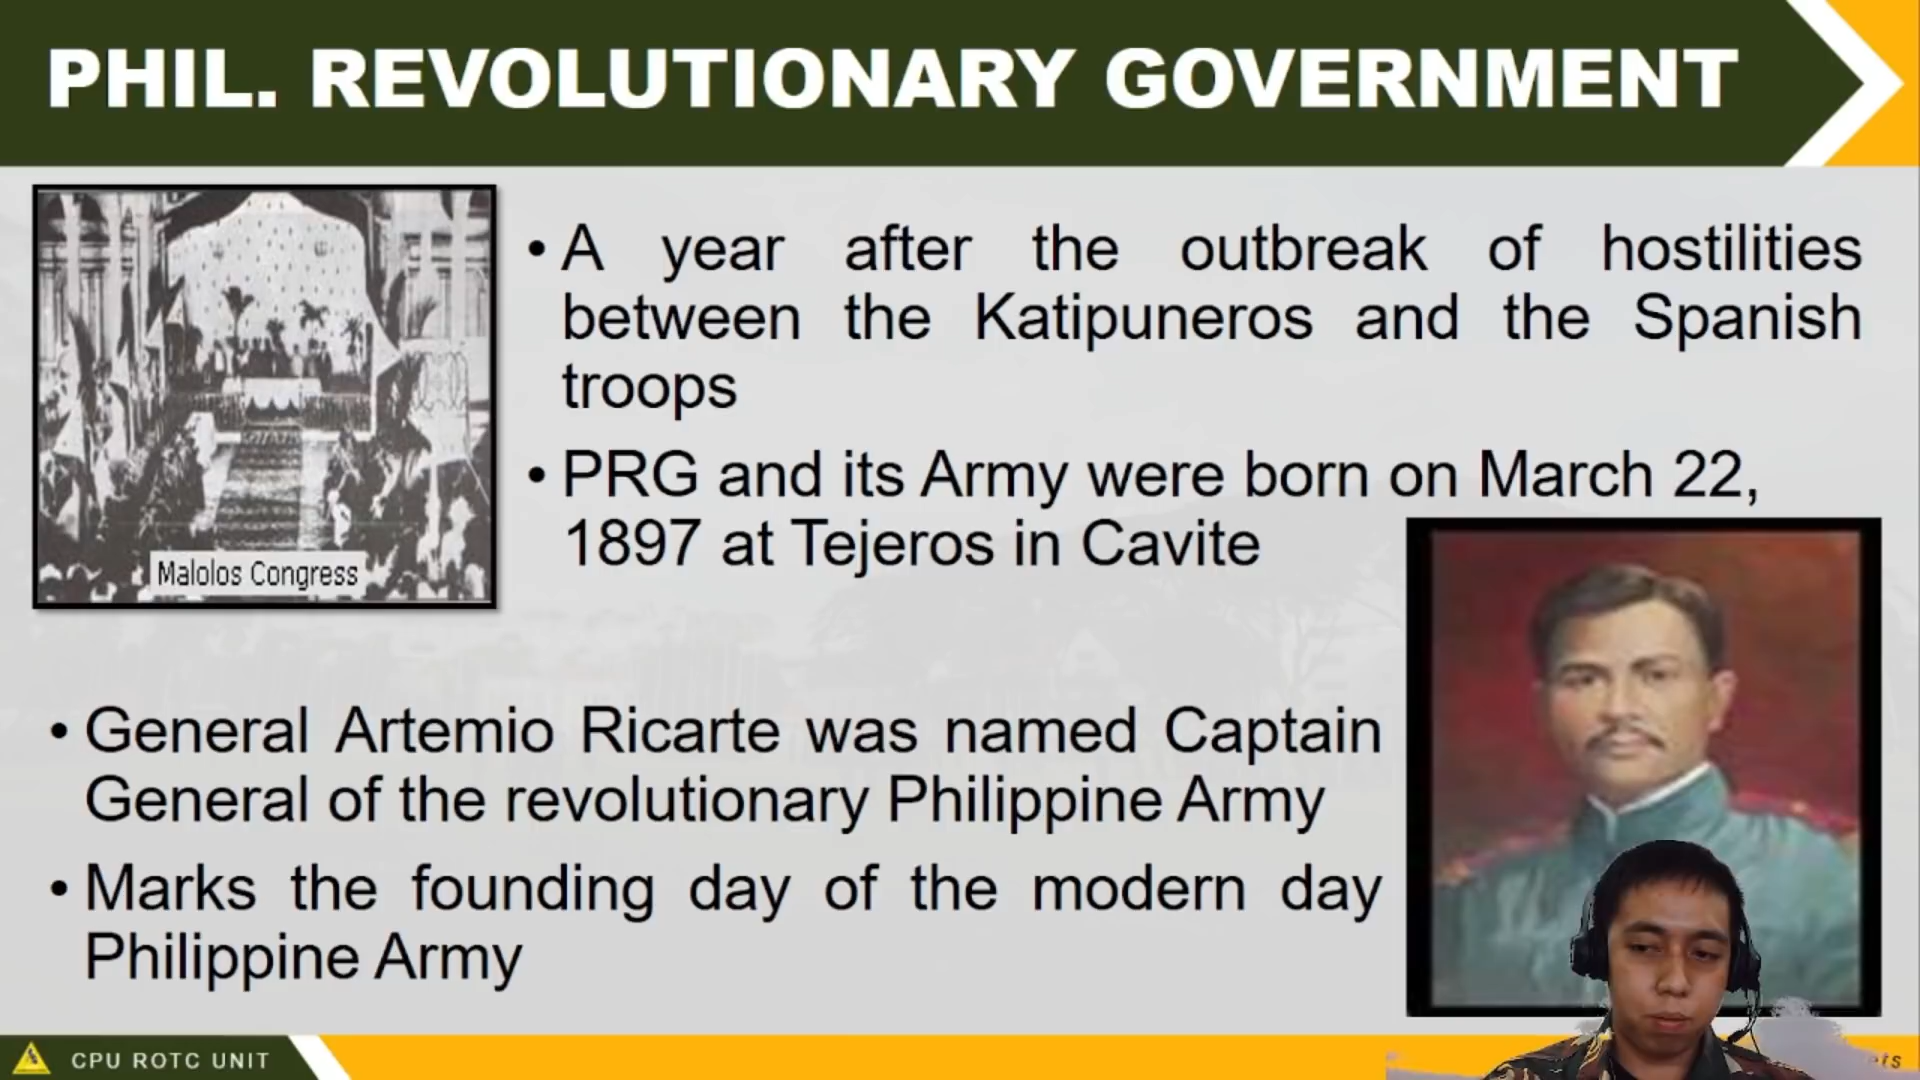 PHIL. REVOLUTIONARY GOVERNMENT
• A year after the outbreak of hostilities
between the Katipuneros and the Spanish
troops
• PRG and its Army were born on March 22,
1897 at Tejeros in Cavite
Malolos Congress
• General Artemio Ricarte was named Captain
General of the revolutionary Philippine Army
• Marks the founding day of the modern day
Philippine Army
CPU ROTC UNIT